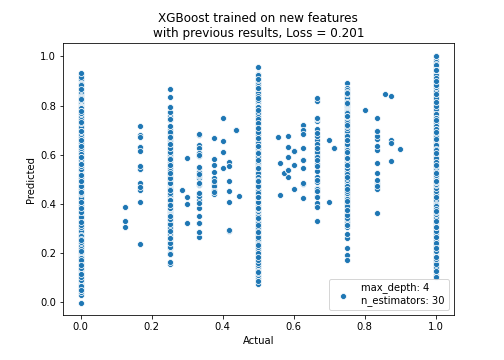 XGBoost trained on new features
with previous results, Loss = 0.201
Predicted
1.0
0.8
0.6
0.4
0.2
0.0
max_depth: 4
n_estimators: 30
0.0 0.2 0.4 0.6 0.8 1.0
Actual